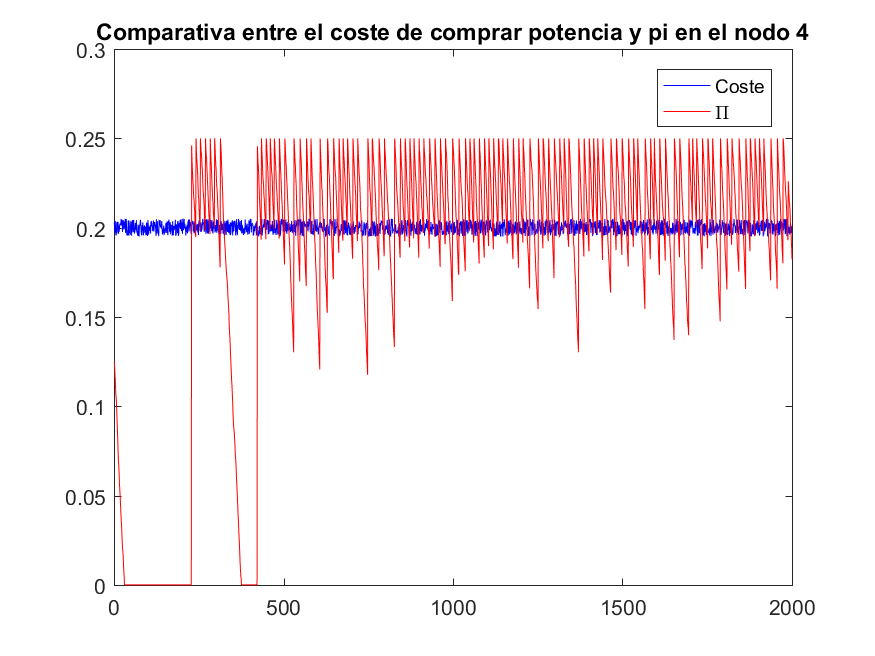 Comparativa entre el coste de comprar potencia y pi en el nodo 4
0.3
Coste
Π
0.25
0.2
0.15
0.1
0.05
0
0 500 1000 1500 2000